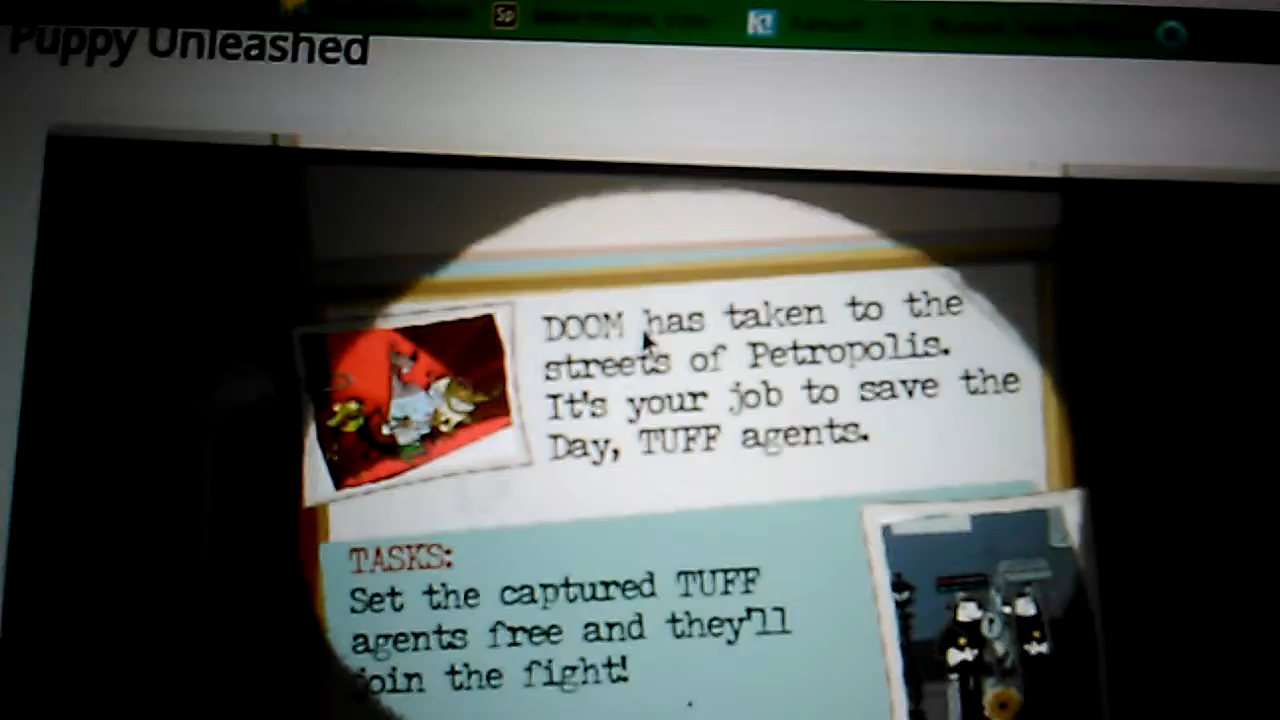 Puppy Unleashed
DOOM has taken to the
streets of Petropolis.
It's your job to save the
Day, TUFF agents.
TASKS:
Set the captured TUFF
agents free and they'll
join the fight!